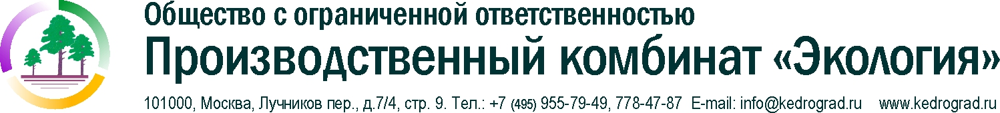 Общество с ограниченной ответственностью
Производственный комбинат «Экология»
101000, Москва, Лучников пер., д.7/4, стр. 9. Тел.: +7 (495) 955-79-49, 778-47-87 E-mail: info@kedrograd.ru www.kedrograd.ru